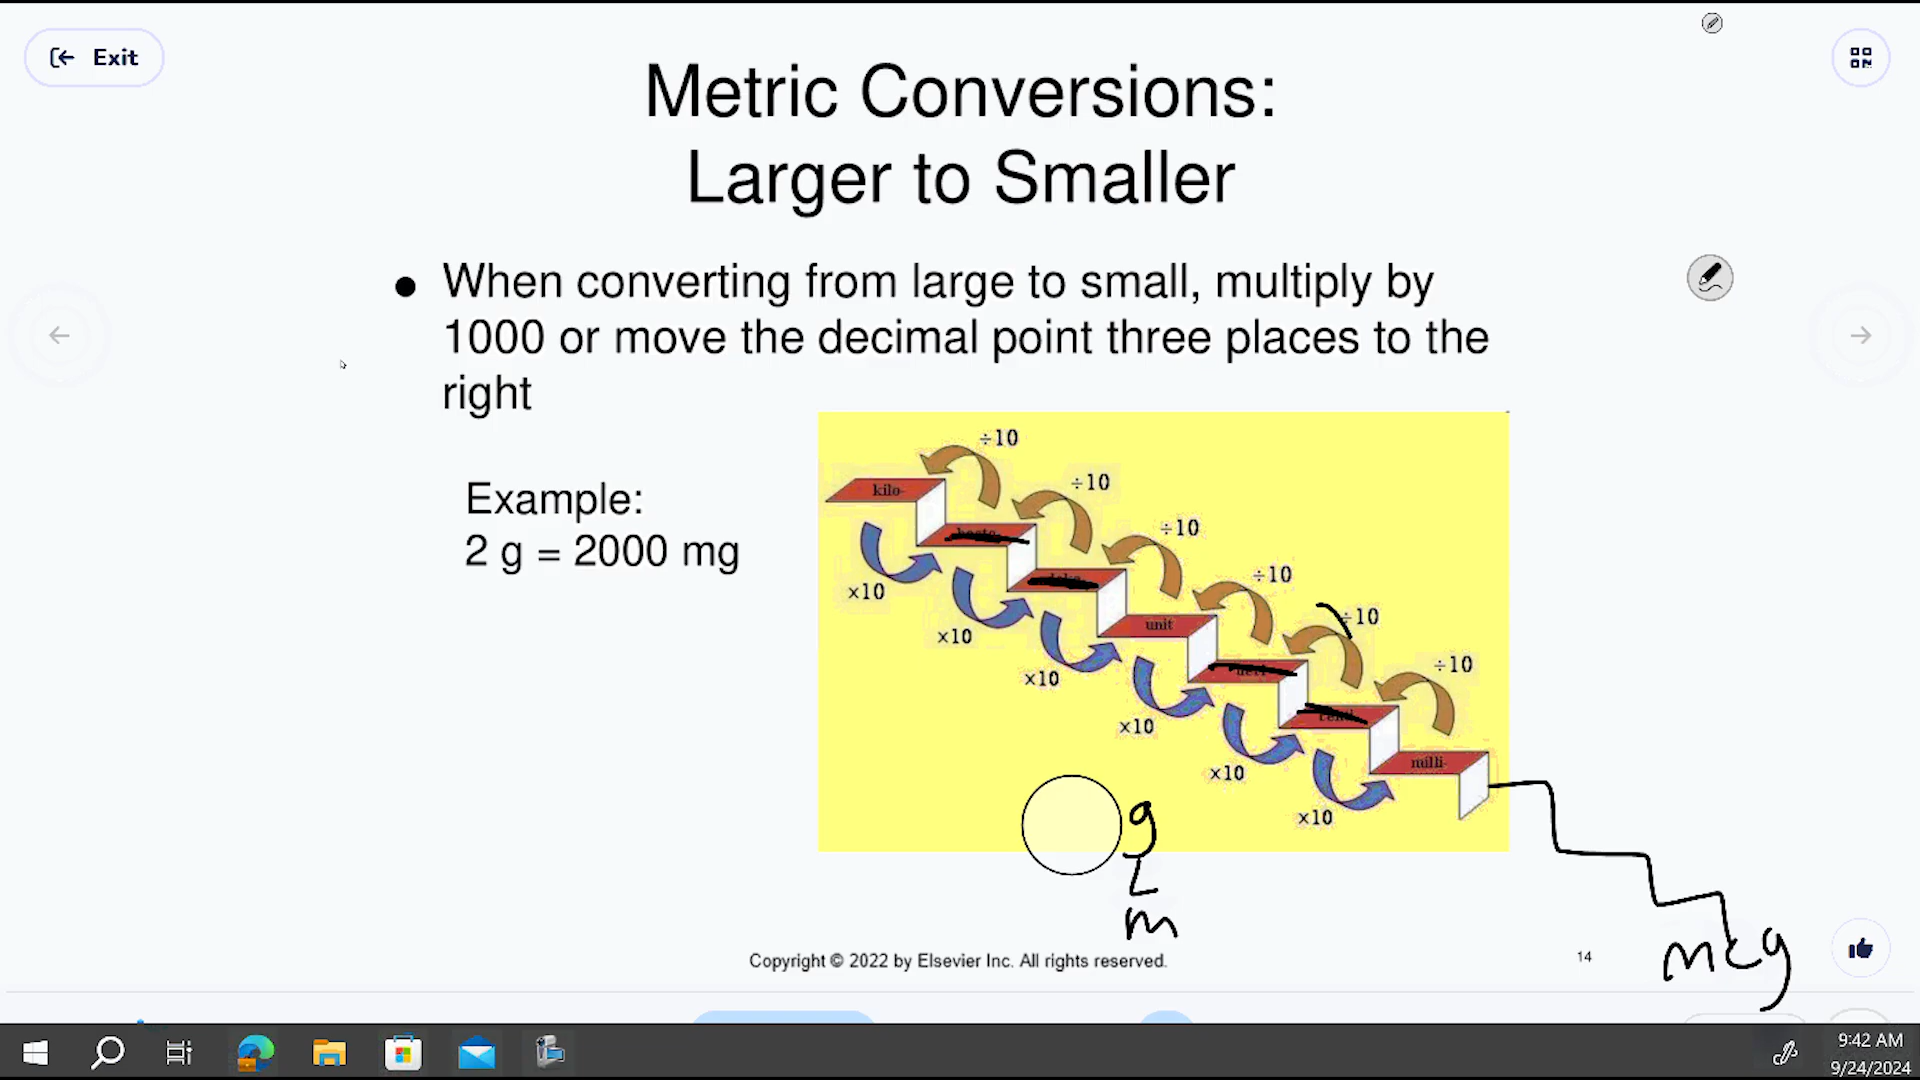 Exit
Metric Conversions:
Larger to Smaller
● When converting from large to small, multiply by
1000 or move the decimal point three places to the
right
Example:
2 g = 2000 mg
÷10
÷10
÷10
÷10
÷10
÷10
kilo-
unit
milli-
x10
x10
x10
x10
x10
x10
g
L
m
mcg
Copyright © 2022 by Elsevier Inc. All rights reserved.
14
9:42 AM
9/24/2024